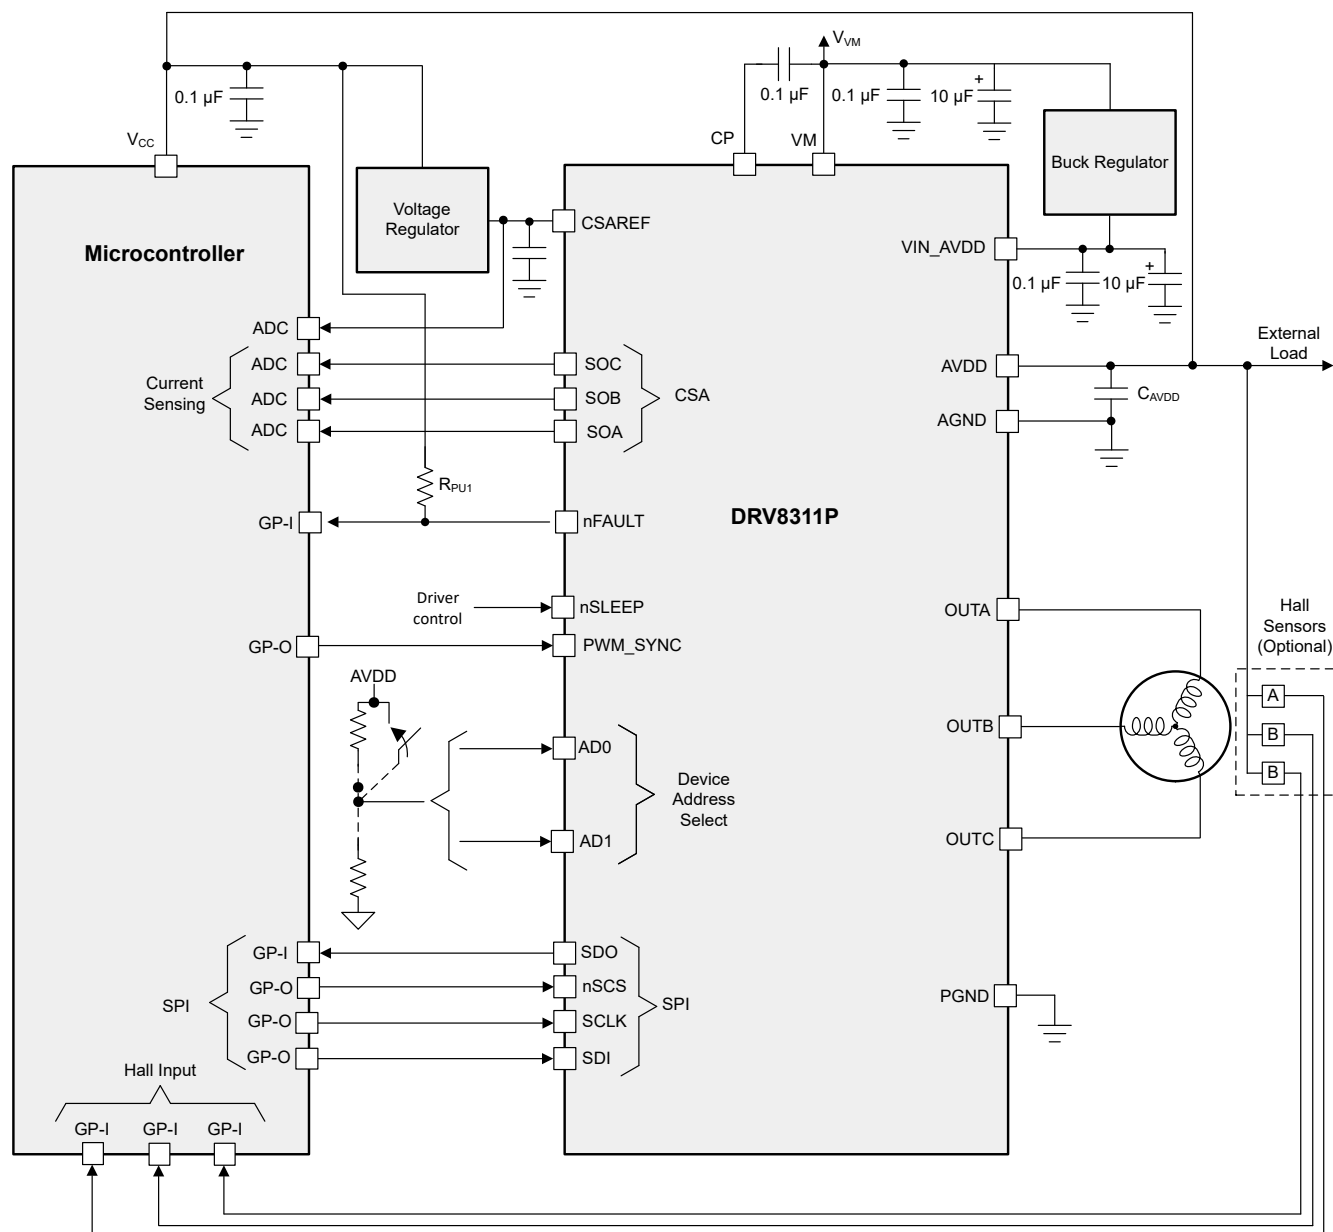 V_VM
0.1 µF
0.1 µF
0.1 µF
10 µF
+
V_CC
CP
VM
Buck Regulator
Voltage
Regulator
CSAREF
Microcontroller
VIN_AVDD
0.1 µF
10 µF
+
ADC
External
Load
Current
Sensing
ADC
ADC
ADC
SOC
SOB
SOA
CSA
AVDD
C_AVDD
AGND
R_PU1
GP-I
nFAULT
DRV8311P
Driver
control
nSLEEP
OUTA
Hall
Sensors
(Optional)
GP-O
PWM_SYNC
AVDD
A
B
B
OUTB
AD0
Device
Address
Select
AD1
OUTC
SPI
GP-I
GP-O
GP-O
GP-O
SDO
nSCS
SCLK
SDI
SPI
PGND
Hall Input
GP-I
GP-I
GP-I